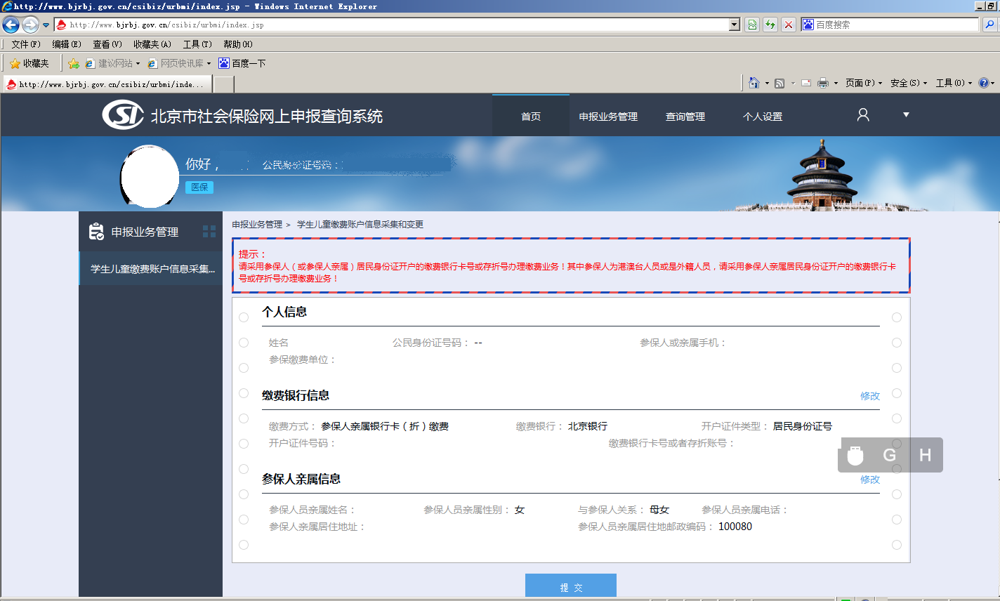 http://www.bjrbj.gov.cn/csibiz/urbmi/index.jsp - Windows Internet Explorer
http://www.bjrbj.gov.cn/csibiz/urbmi/index.jsp
百度搜索
文件(F) 编辑(E) 查看(V) 收藏夹(A) 工具(T) 帮助(H)
收藏夹 建议网站 网页快讯库 百度一下
http://www.bjrbj.gov.cn/csibiz/urbmi/inde...
页面(P) 安全(S) 工具(O)
SI 北京市社会保险网上申报查询系统
首页 申报业务管理 查询管理 个人设置
你好，
公民身份证号码：
医保
申报业务管理
学生儿童缴费账户信息采集...
申报业务管理 > 学生儿童缴费账户信息采集和变更
提示：
请采用参保人（或参保人亲属）居民身份证开户的缴费银行卡号或存折号办理缴费业务！其中参保人为港澳台人员或是外籍人员，请采用参保人亲属居民身份证开户的缴费银行卡
号或存折号办理缴费业务！
个人信息
姓名 公民身份证号码： -- 参保人或亲属手机：
参保缴费单位：
缴费银行信息 修改
缴费方式： 参保人亲属银行卡（折）缴费 缴费银行： 北京银行 开户证件类型： 居民身份证号
开户证件号码： 缴费银行卡号或者存折账号：
G H
参保人亲属信息 修改
参保人员亲属姓名： 参保人员亲属性别： 女 与参保人关系： 母女 参保人员亲属电话：
参保人亲属居住地址： 参保人员亲属居住地邮政编码： 100080
提 交